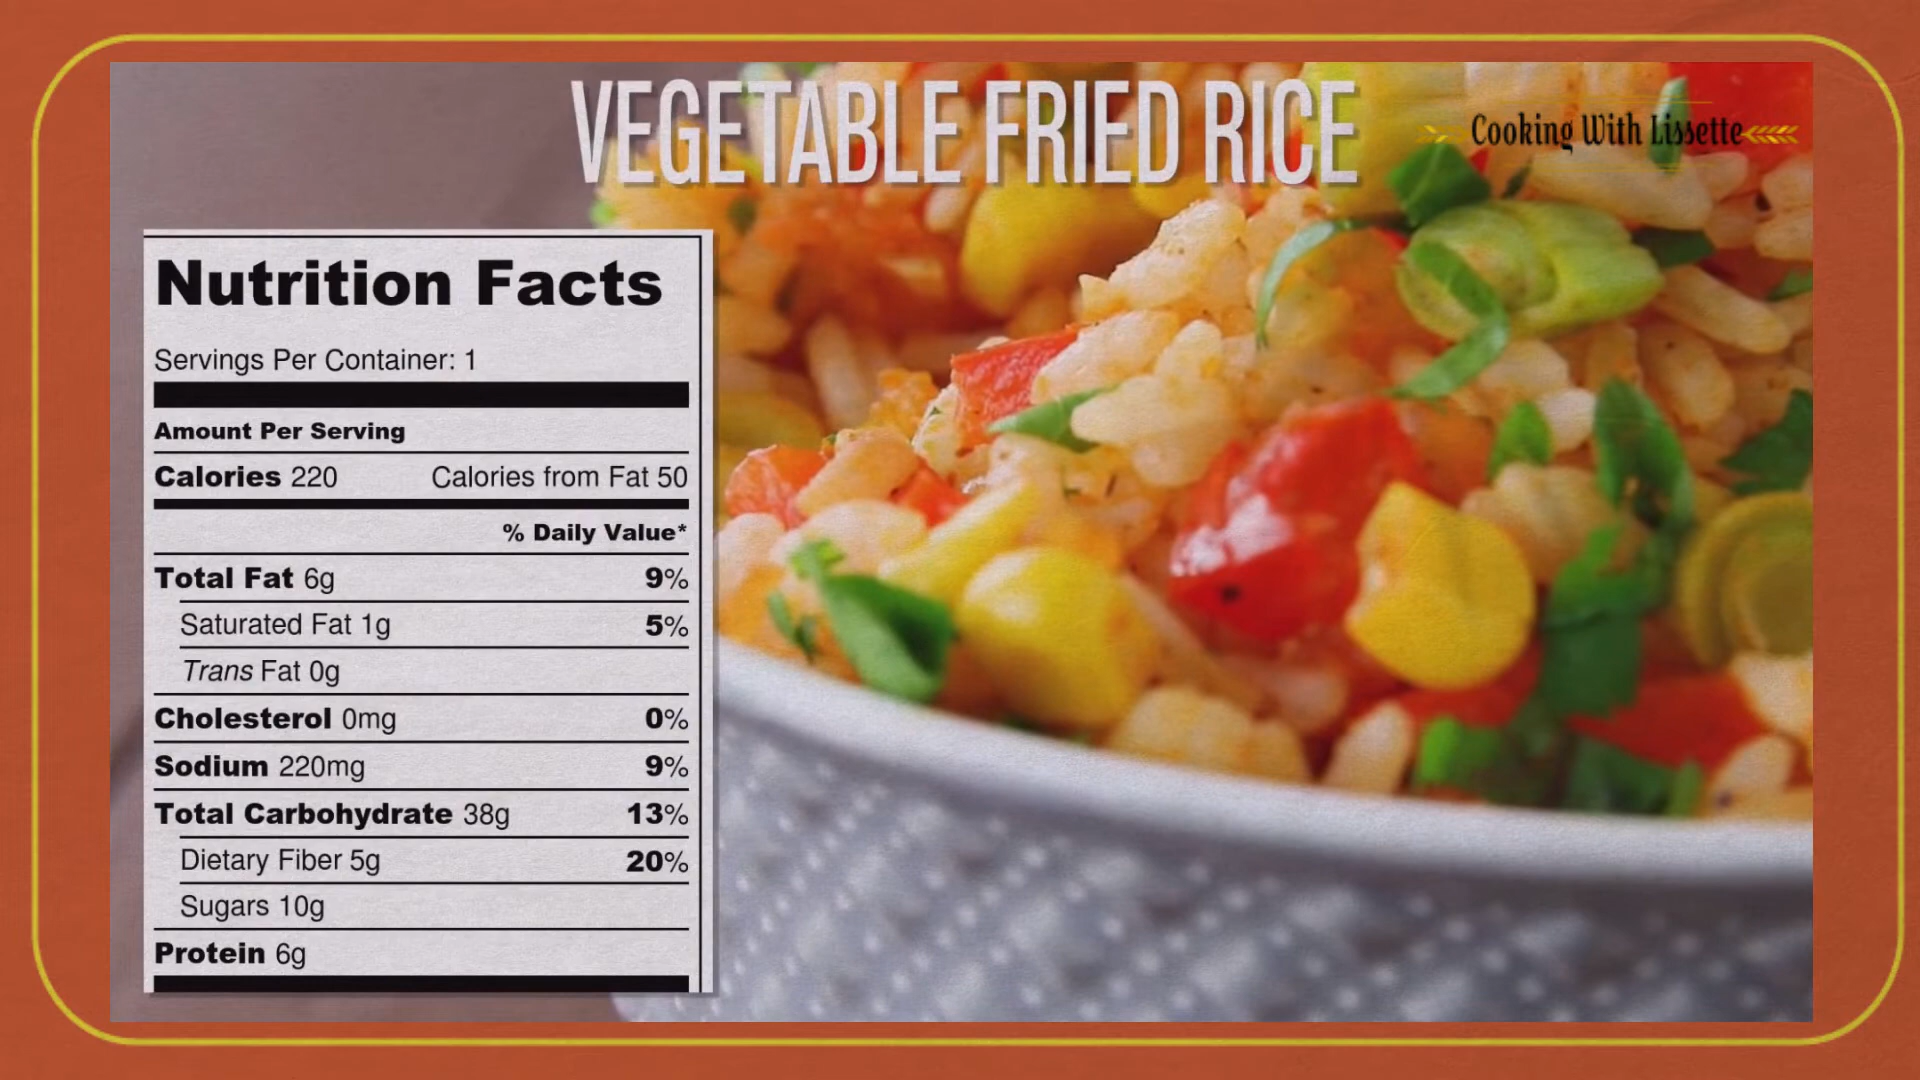 VEGETABLE FRIED RICE
Cooking With Lissette
Nutrition Facts
Servings Per Container: 1
Amount Per Serving
Calories 220 Calories from Fat 50
% Daily Value*
Total Fat 6g 9%
Saturated Fat 1g 5%
Trans Fat 0g
Cholesterol 0mg 0%
Sodium 220mg 9%
Total Carbohydrate 38g 13%
Dietary Fiber 5g 20%
Sugars 10g
Protein 6g